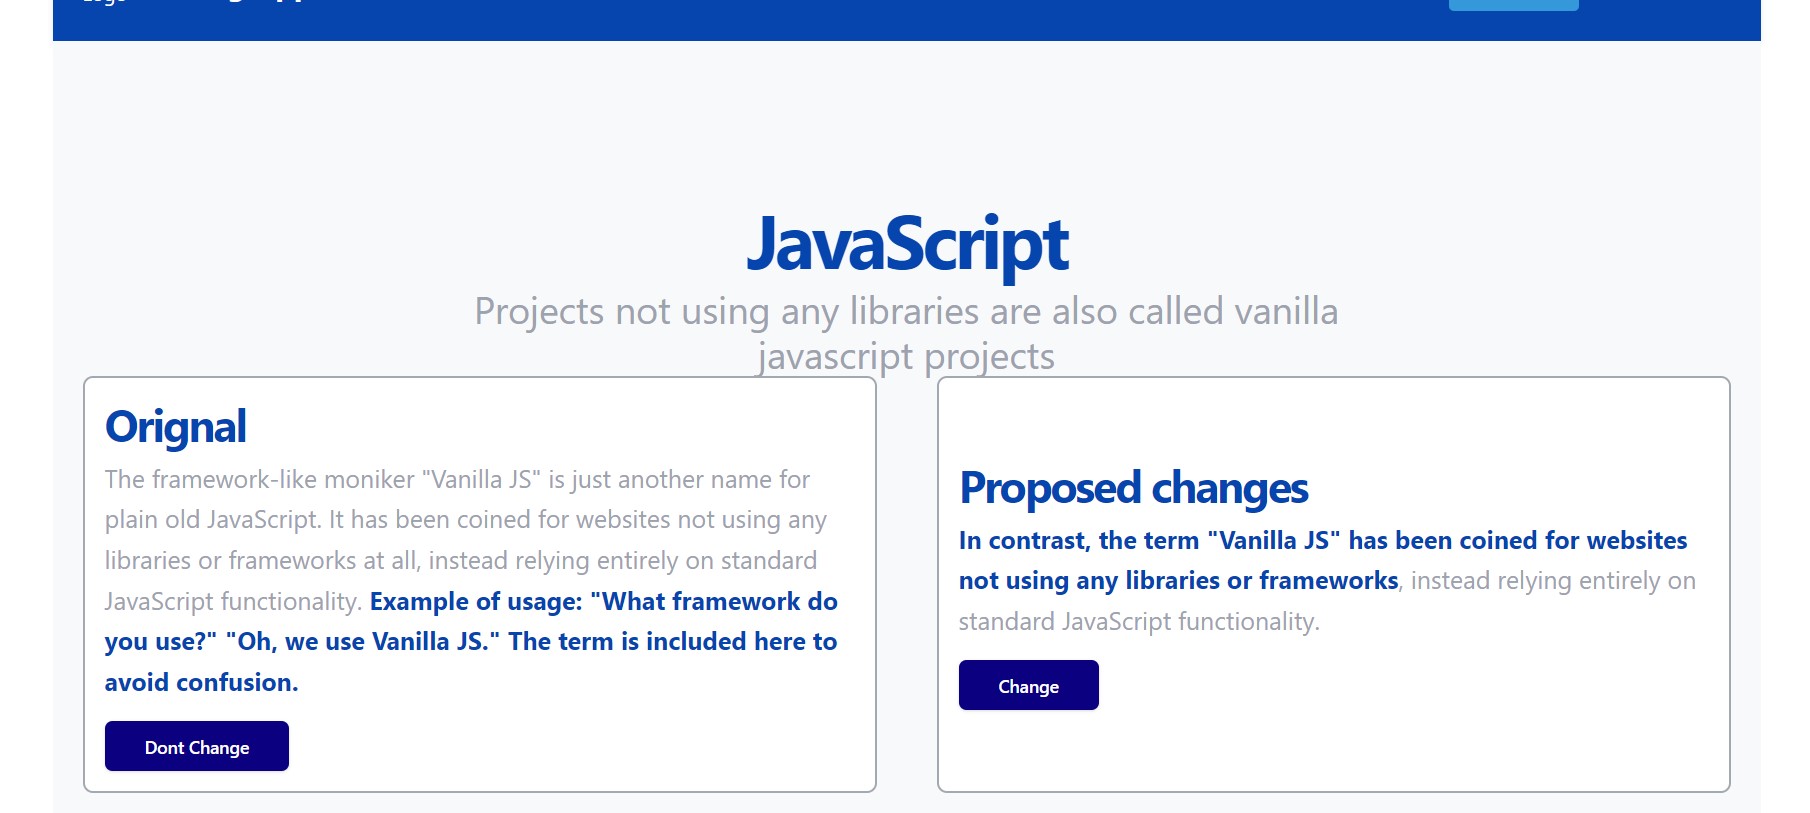 JavaScript
Projects not using any libraries are also called vanilla
javascript projects
Orignal
The framework-like moniker "Vanilla JS" is just another name for
plain old JavaScript. It has been coined for websites not using any
libraries or frameworks at all, instead relying entirely on standard
JavaScript functionality. Example of usage: "What framework do
you use?" "Oh, we use Vanilla JS." The term is included here to
avoid confusion.
Dont Change
Proposed changes
In contrast, the term "Vanilla JS" has been coined for websites
not using any libraries or frameworks, instead relying entirely on
standard JavaScript functionality.
Change